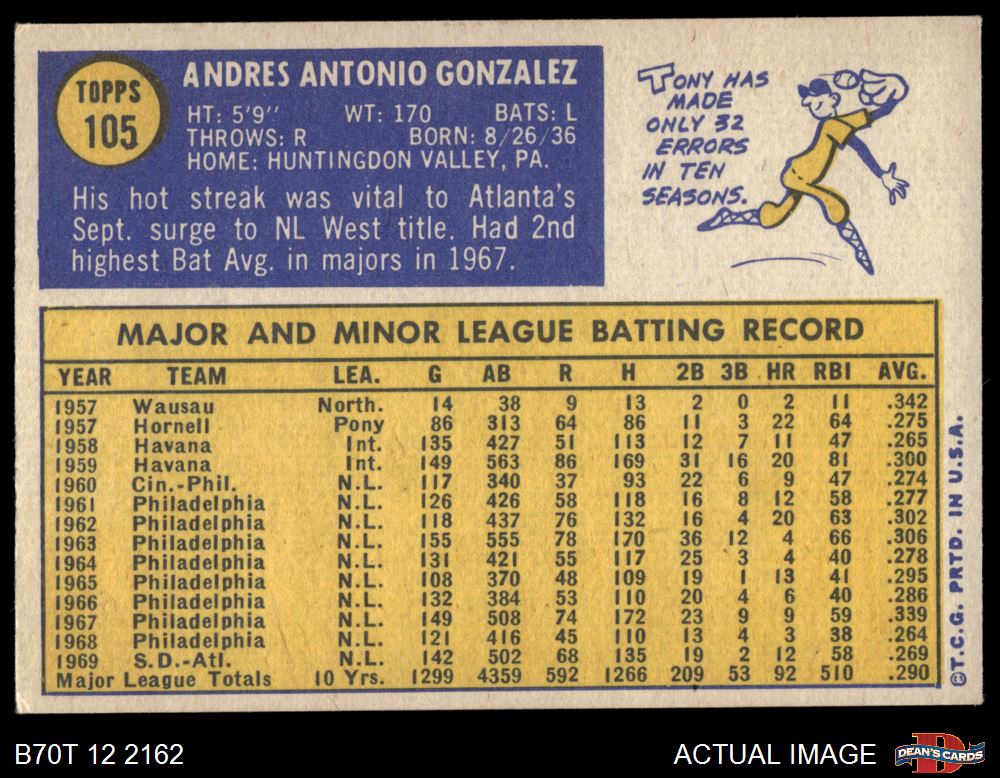 TOPPS
105
ANDRES ANTONIO GONZALEZ
HT: 5'9'' WT: 170 BATS: L
THROWS: R BORN: 8/26/36
HOME: HUNTINGDON VALLEY, PA.
His hot streak was vital to Atlanta's
Sept. surge to NL West title. Had 2nd
highest Bat Avg. in majors in 1967.
TONY HAS
MADE
ONLY 32
ERRORS
IN TEN
SEASONS.
MAJOR AND MINOR LEAGUE BATTING RECORD
YEAR TEAM LEA. G AB R H 2B 3B HR RBI AVG.
1957 Wausau North. 14 38 9 13 2 0 2 11 .342
1957 Hornell Pony 86 313 64 86 11 3 22 64 .275
1958 Havana Int. 135 427 51 113 12 7 11 47 .265
1959 Havana Int. 149 563 86 169 31 16 20 81 .300
1960 Cin.-Phil. N.L. 117 340 37 93 22 6 9 47 .274
1961 Philadelphia N.L. 126 426 58 118 16 8 12 58 .277
1962 Philadelphia N.L. 118 437 76 132 16 4 20 63 .302
1963 Philadelphia N.L. 155 555 78 170 36 12 4 66 .306
1964 Philadelphia N.L. 131 421 55 117 25 3 4 40 .278
1965 Philadelphia N.L. 108 370 48 109 19 1 13 41 .295
1966 Philadelphia N.L. 132 384 53 110 20 4 6 40 .286
1967 Philadelphia N.L. 149 508 74 172 23 9 9 59 .339
1968 Philadelphia N.L. 121 416 45 110 13 4 3 38 .264
1969 S.D.-Atl. N.L. 142 502 68 135 19 2 12 58 .269
Major League Totals 10 Yrs. 1299 4359 592 1266 209 53 92 510 .290
©T.C.G. PRTD. IN U.S.A.
B70T 12 2162
ACTUAL IMAGE
D
DEAN'S CARDS